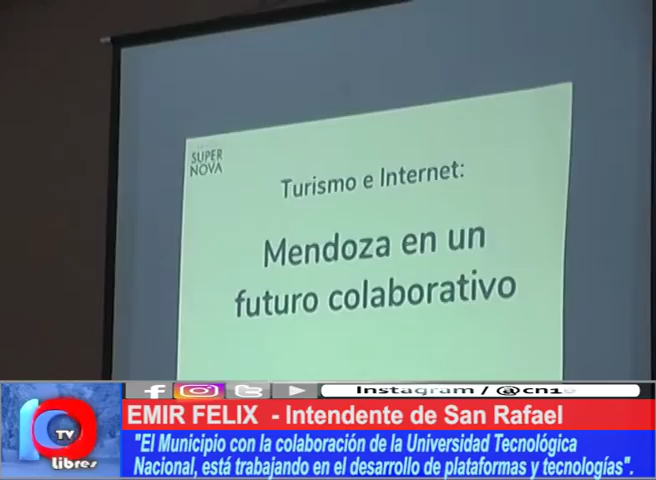 SUPER
NOVA
Turismo e Internet:
Mendoza en un
futuro colaborativo
Instagram / @cn10
EMIR FELIX - Intendente de San Rafael
TV
libres
"El Municipio con la colaboración de la Universidad Tecnológica
Nacional, está trabajando en el desarrollo de plataformas y tecnologías".